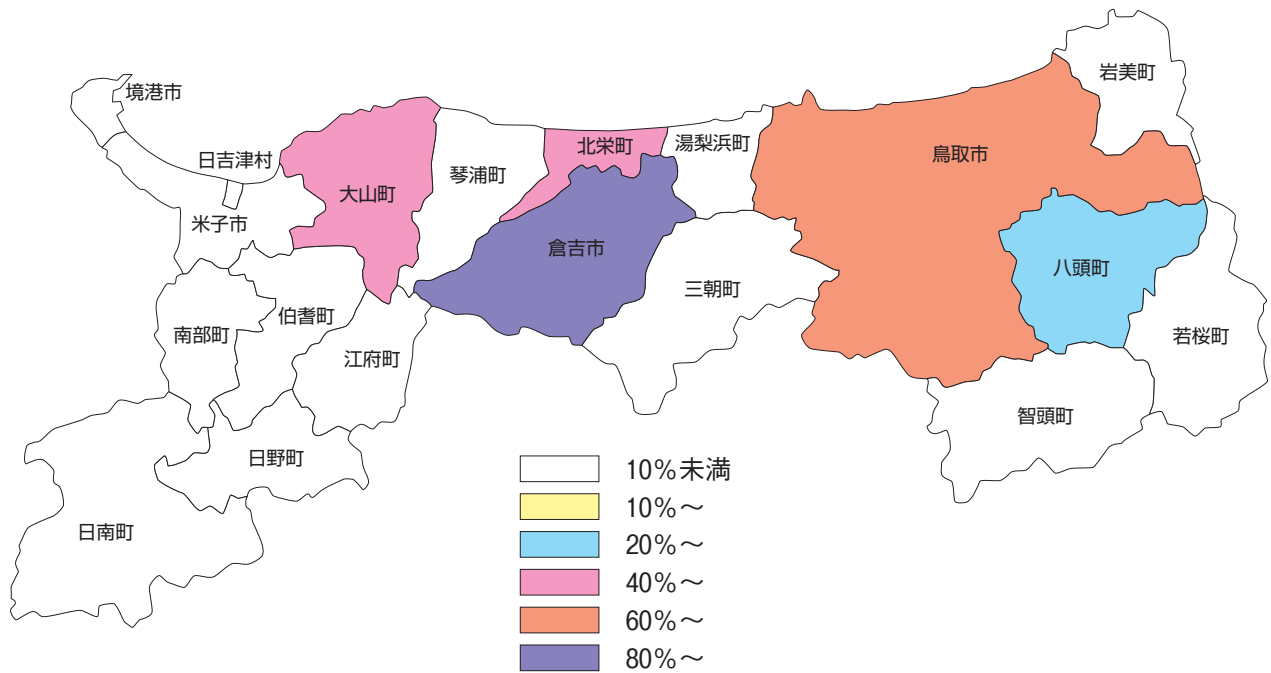 境港市
日吉津村
米子市
大山町
琴浦町
北栄町
湯梨浜町
鳥取市
岩美町
倉吉市
三朝町
八頭町
若桜町
智頭町
南部町
伯耆町
江府町
日野町
日南町
10%未満
10%～
20%～
40%～
60%～
80%～